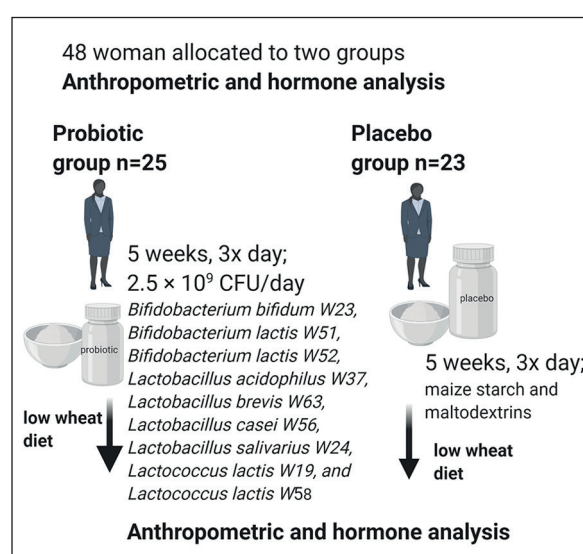 48 woman allocated to two groups
Anthropometric and hormone analysis
Probiotic
group n=25
Placebo
group n=23
5 weeks, 3x day;
2.5 × 10⁹ CFU/day
Bifidobacterium bifidum W23,
Bifidobacterium lactis W51,
Bifidobacterium lactis W52,
Lactobacillus acidophilus W37,
Lactobacillus brevis W63,
Lactobacillus casei W56,
Lactobacillus salivarius W24,
Lactococcus lactis W19, and
Lactococcus lactis W58
probiotic
low wheat
diet
placebo
5 weeks, 3x day;
maize starch and
maltodextrins
low wheat
diet
Anthropometric and hormone analysis